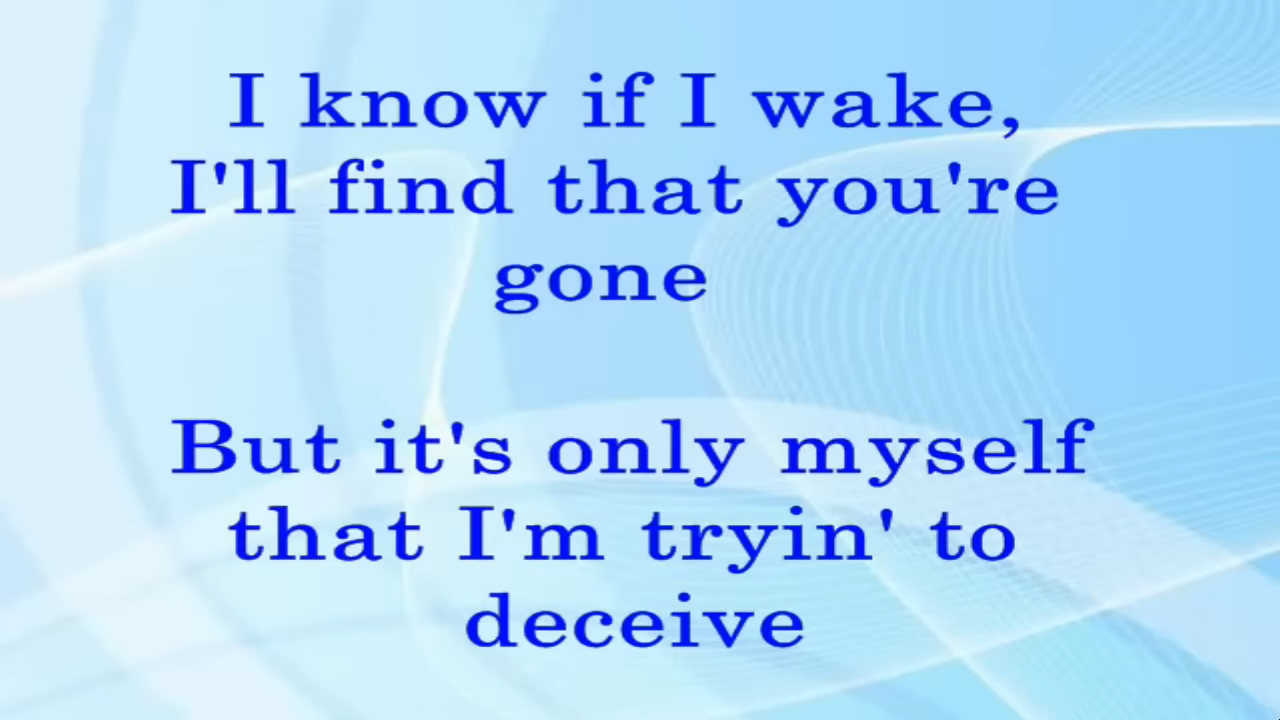 I know if I wake,
I'll find that you're
gone
But it's only myself
that I'm tryin' to
deceive